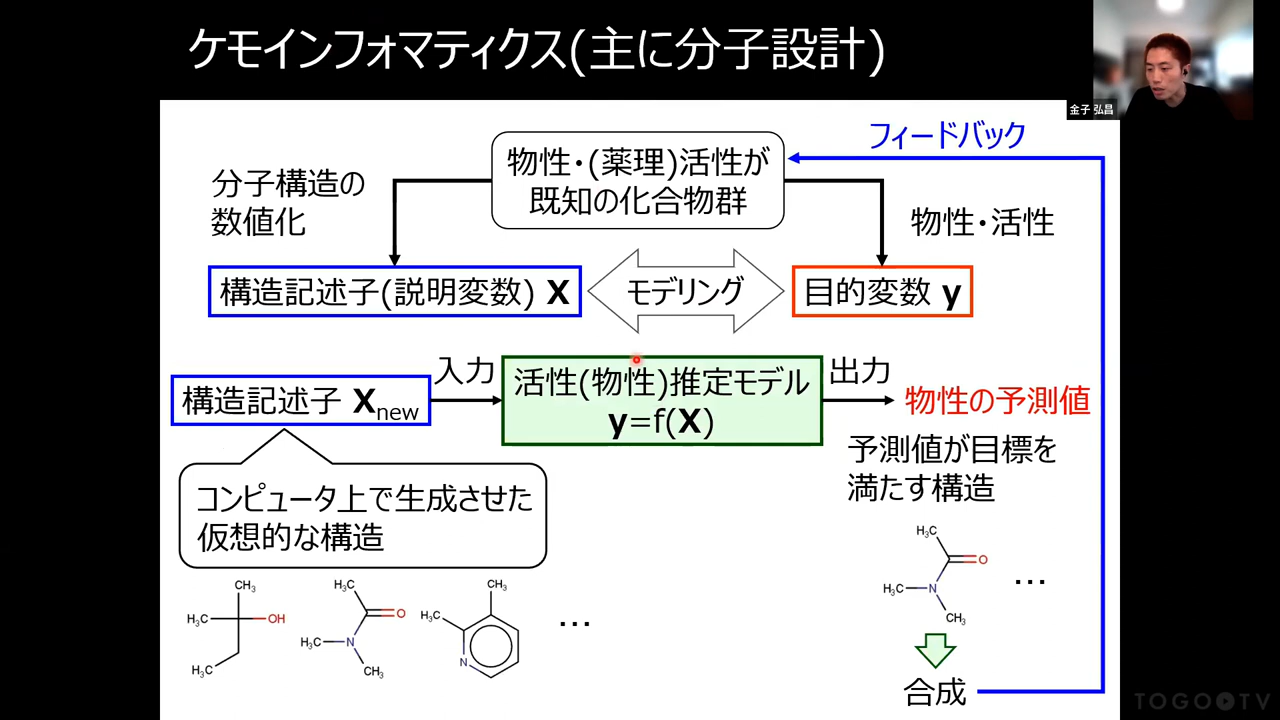 ケモインフォマティクス(主に分子設計)
金子 弘昌
フィードバック
物性・(薬理)活性が
既知の化合物群
分子構造の
数値化
物性・活性
構造記述子(説明変数) X
モデリング
目的変数 y
構造記述子 Xnew
入力
活性(物性)推定モデル
y=f(X)
出力
物性の予測値
予測値が目標を
満たす構造
コンピュータ上で生成させた
仮想的な構造
CH3
H3C
OH
H3C
H3C
O
H3C
N
CH3
CH3
H3C
N
…
H3C
O
H3C
N
CH3
…
合成
TOGOTV